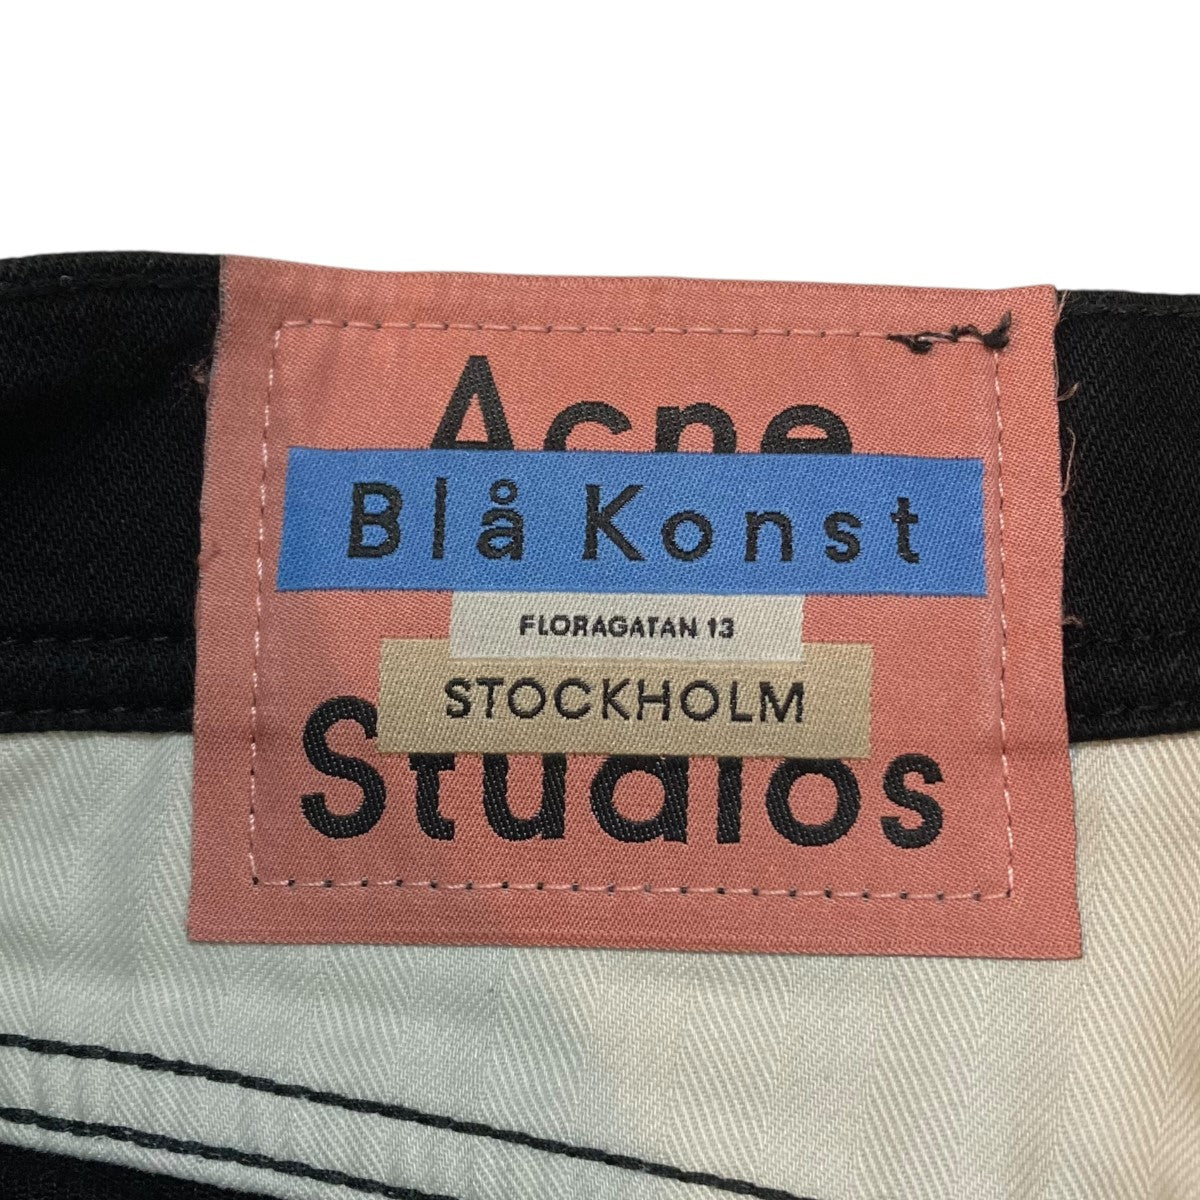 Acne
Blå Konst
FLORAGATAN 13
STOCKHOLM
Studios